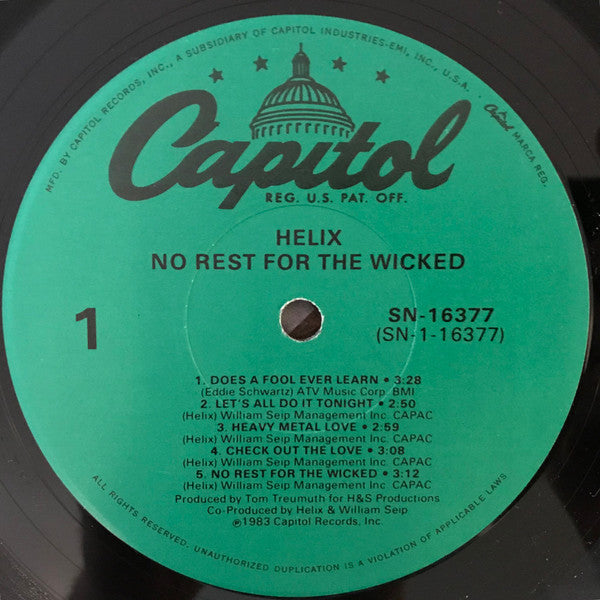 MFD. BY CAPITOL RECORDS, INC., A SUBSIDIARY OF CAPITOL INDUSTRIES-EMI, INC., U.S.A. • Capitol MARCA REG.
Capitol
REG. U.S. PAT. OFF.
HELIX
NO REST FOR THE WICKED
1
SN-16377
(SN-1-16377)
1. DOES A FOOL EVER LEARN • 3:28
(Eddie Schwartz) ATV Music Corp. BMI
2. LET'S ALL DO IT TONIGHT • 2:50
(Helix) William Seip Management Inc. CAPAC
3. HEAVY METAL LOVE • 2:59
(Helix) William Seip Management Inc. CAPAC
4. CHECK OUT THE LOVE • 3:08
(Helix) William Seip Management Inc. CAPAC
5. NO REST FOR THE WICKED • 3:12
(Helix) William Seip Management Inc. CAPAC
Produced by Tom Treumuth for H&S Productions
Co-Produced by Helix & William Seip
℗1983 Capitol Records, Inc.
ALL RIGHTS RESERVED. UNAUTHORIZED DUPLICATION IS A VIOLATION OF APPLICABLE LAWS